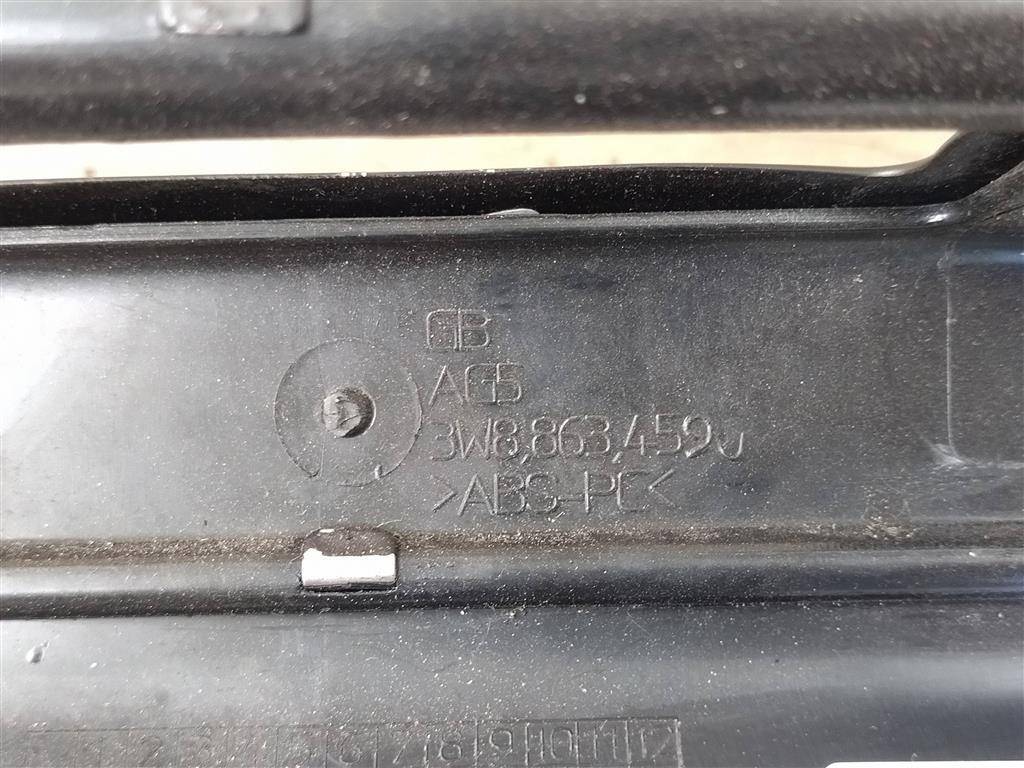 GB
AG5
3W8,863,459
>ABS-PC<
1 2 3 4 5 6 7 8 9 10 11 12